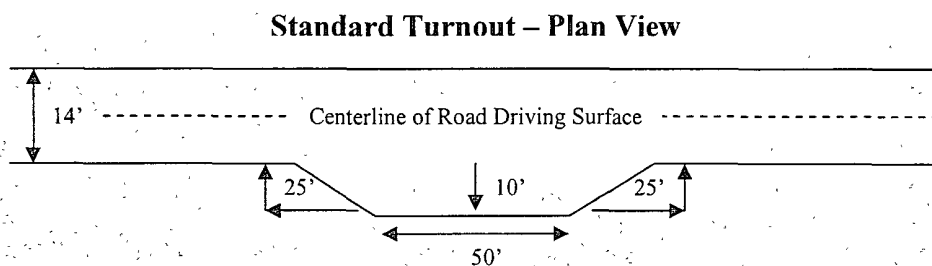 Standard Turnout – Plan View
14’ Centerline of Road Driving Surface
25’ 10’ 25’
50’